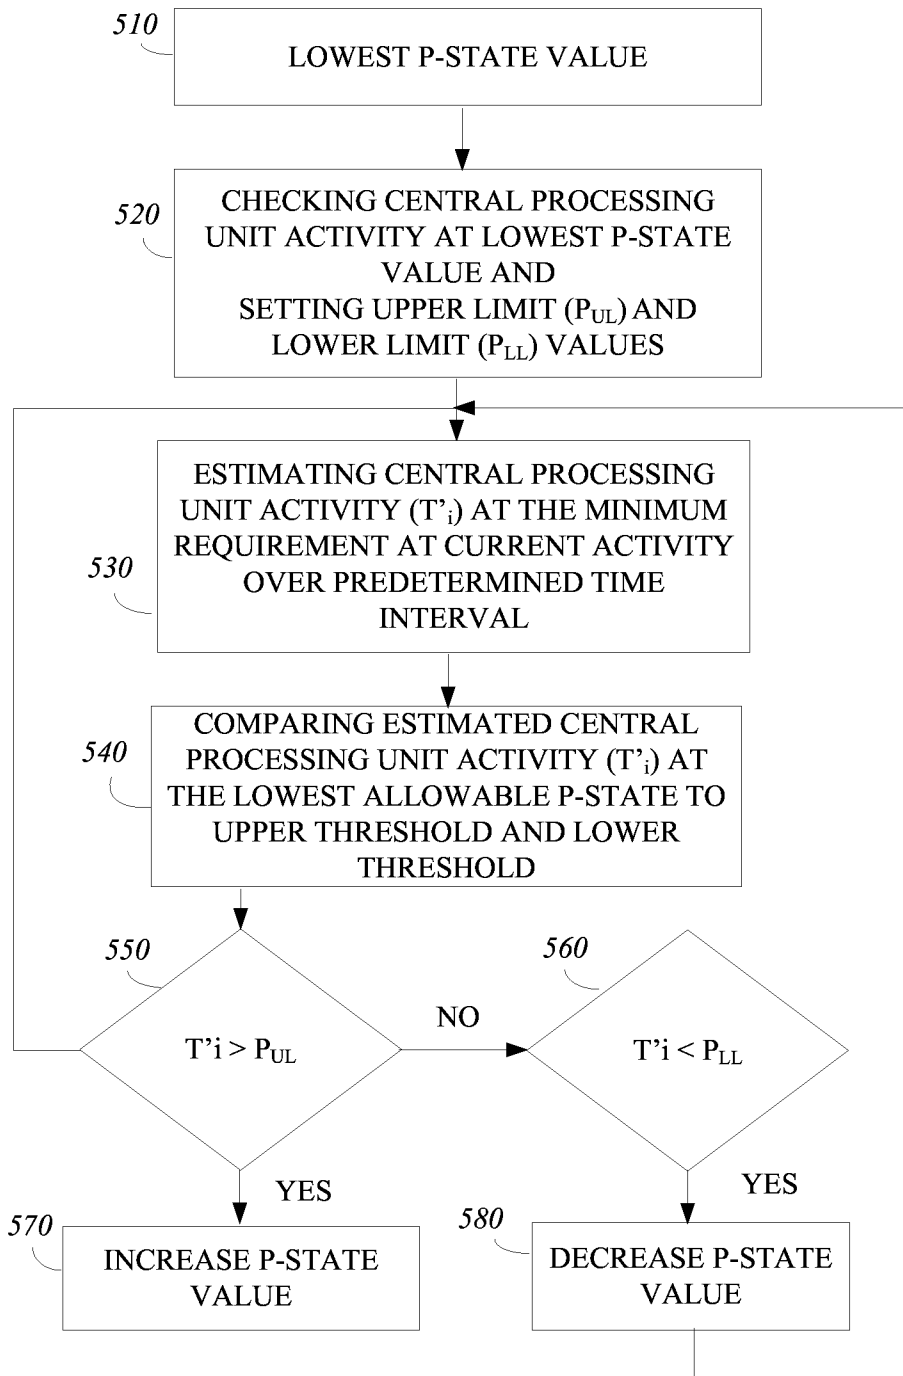 510
LOWEST P-STATE VALUE
520
CHECKING CENTRAL PROCESSING
UNIT ACTIVITY AT LOWEST P-STATE
VALUE AND
SETTING UPPER LIMIT (PUL) AND
LOWER LIMIT (PLL) VALUES
530
ESTIMATING CENTRAL PROCESSING
UNIT ACTIVITY (T’i) AT THE MINIMUM
REQUIREMENT AT CURRENT ACTIVITY
OVER PREDETERMINED TIME
INTERVAL
540
COMPARING ESTIMATED CENTRAL
PROCESSING UNIT ACTIVITY (T’i) AT
THE LOWEST ALLOWABLE P-STATE TO
UPPER THRESHOLD AND LOWER
THRESHOLD
550
T’i > PUL
NO
560
T’i < PLL
YES
YES
570
INCREASE P-STATE
VALUE
580
DECREASE P-STATE
VALUE